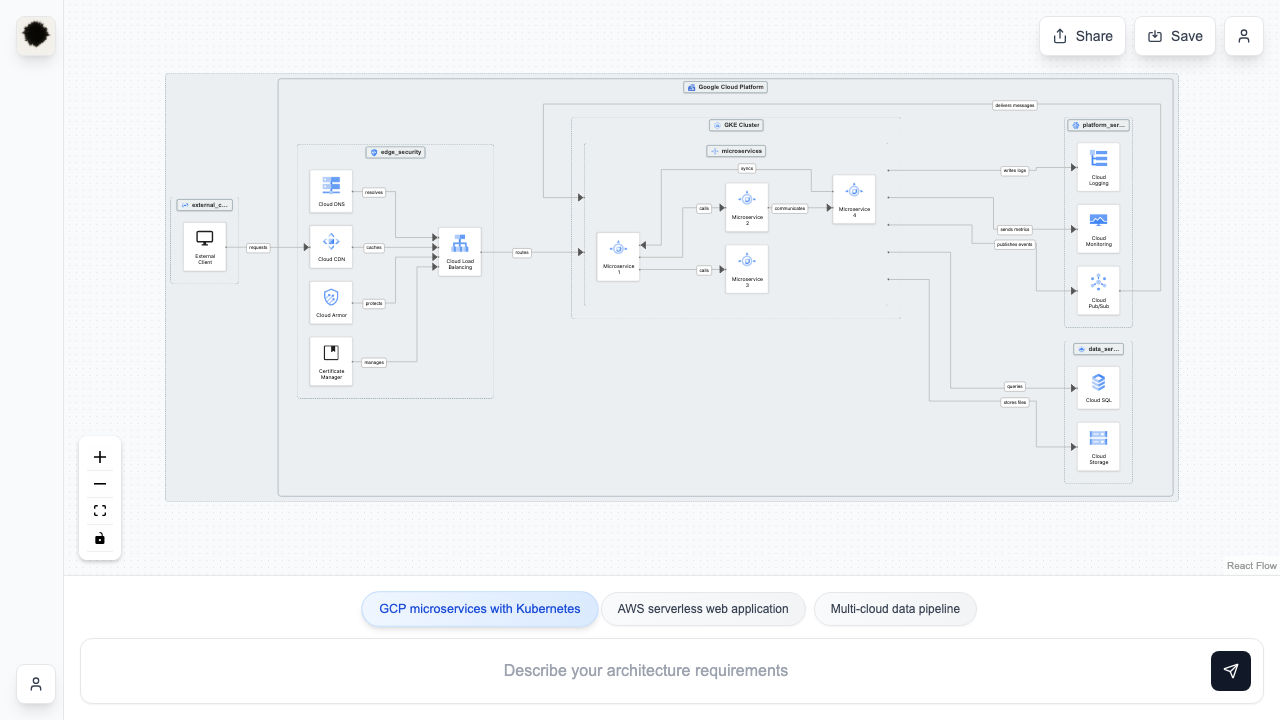 Share
Save
Google Cloud Platform
delivers messages
GKE Cluster
platform_ser...
edge_security
microservices
syncs
Cloud DNS
resolves
Cloud
Logging
writes logs
external_c...
External
Client
requests
Cloud CDN
caches
Cloud Load
Balancing
routes
Microservice
1
calls
Microservice
2
communicates
Microservice
4
calls
Microservice
3
sends metrics
publishes events
Cloud
Monitoring
Cloud
Pub/Sub
Cloud Armor
protects
Certificate
Manager
manages
data_ser...
queries
stores files
Cloud SQL
Cloud
Storage
React Flow
GCP microservices with Kubernetes
AWS serverless web application
Multi-cloud data pipeline
Describe your architecture requirements